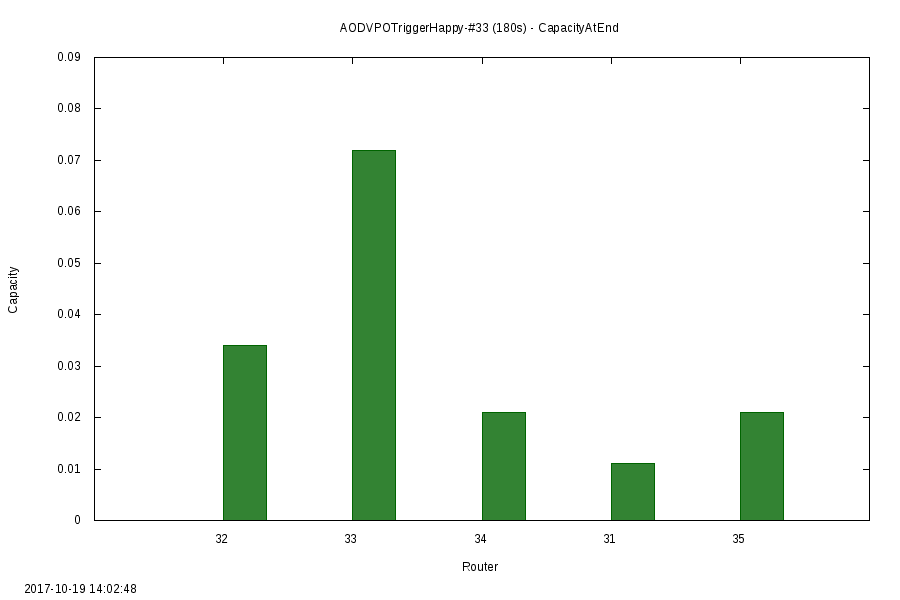 AODVPOTriggerHappy-#33 (180s) - CapacityAtEnd
0.09
0.08
0.07
0.06
0.05
0.04
0.03
0.02
0.01
0
Capacity
32 33 34 31 35
Router
2017-10-19 14:02:48